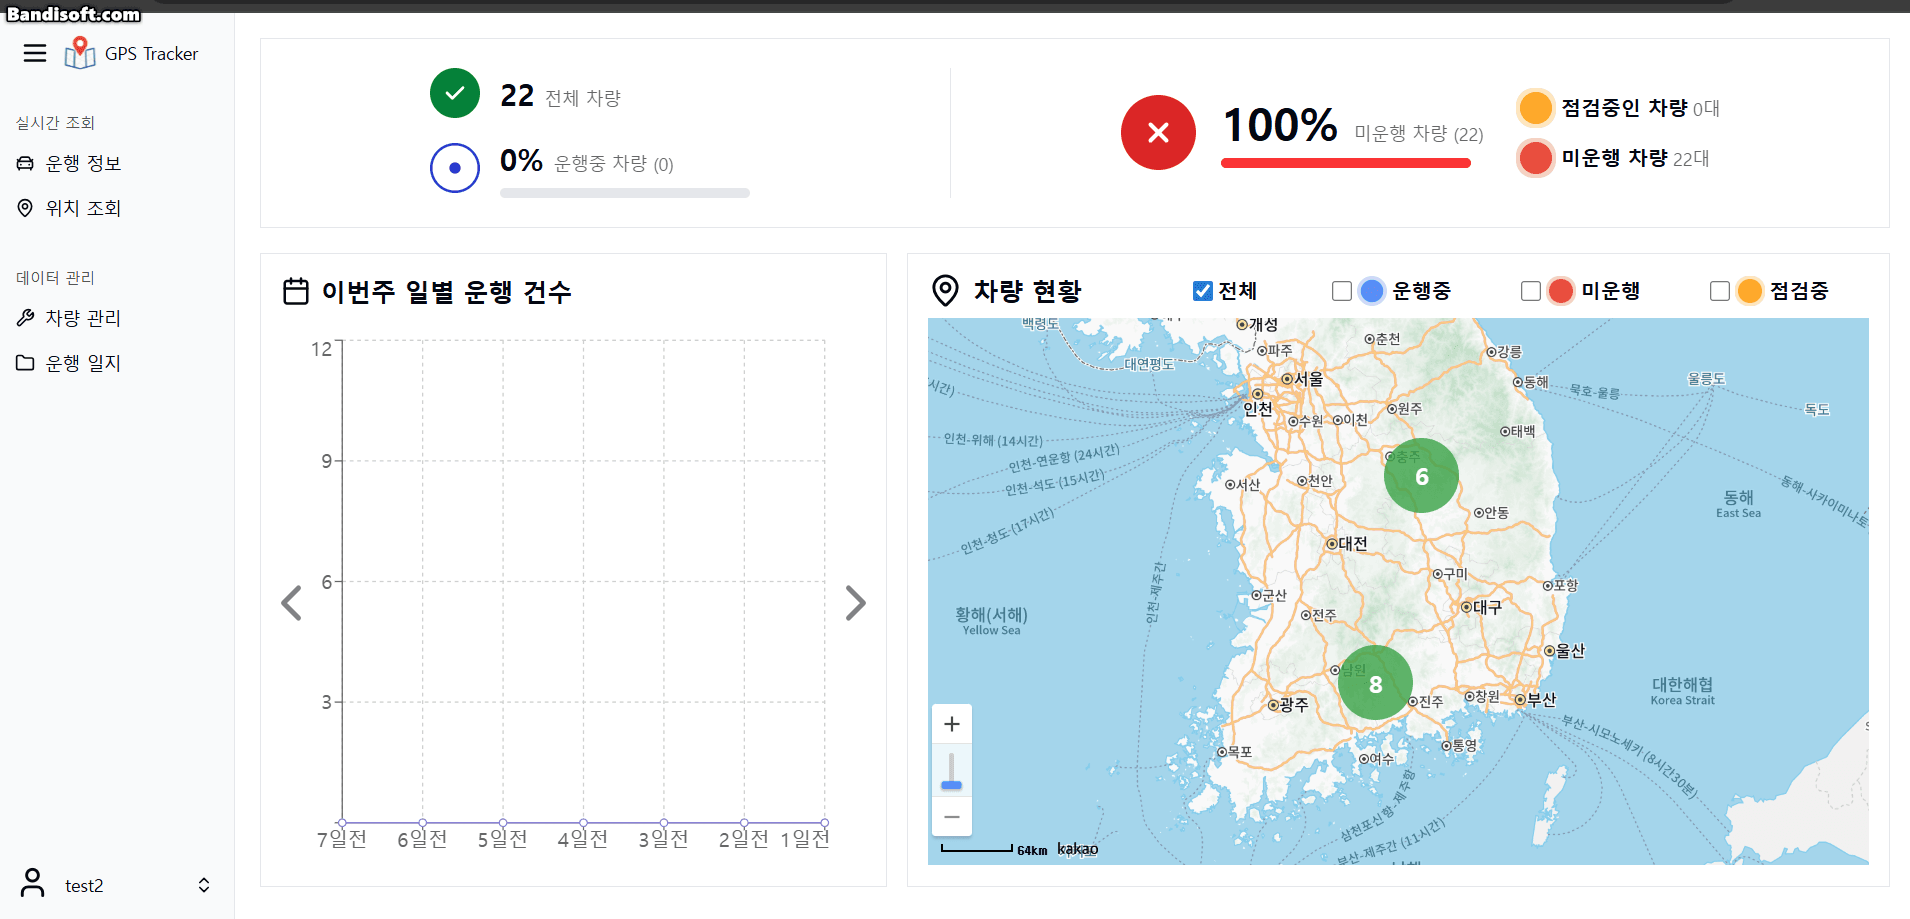 Bandisoft.com
GPS Tracker
실시간 조회
운행 정보
위치 조회
데이터 관리
차량 관리
운행 일지
test2
22 전체 차량
0% 운행중 차량 (0)
100% 미운행 차량 (22)
점검중인 차량 0대
미운행 차량 22대
이번주 일별 운행 건수
12
9
6
3
7일전 6일전 5일전 4일전 3일전 2일전 1일전
차량 현황
전체 운행중 미운행 점검중
백령도
개성
파주
춘천
강릉
대연평도
서울
동해
묵호-울릉
울릉도
독도
인천
수원
이천
원주
태백
인천-위해 (14시간)
인천-연운항 (24시간)
인천-석도 (15시간)
인천-청도 (17시간)
충주
6
서산
천안
안동
동해
East Sea
동해-사카이미나토
대전
구미
포항
인천-제주간
군산
전주
대구
황해(서해)
Yellow Sea
남원
8
울산
광주
진주
창원
부산
대한해협
Korea Strait
부산-시모노세키 (8시간30분)
목포
여수
통영
삼천포신항-제주항
부산-제주간 (11시간)
+
−
64km
kakao